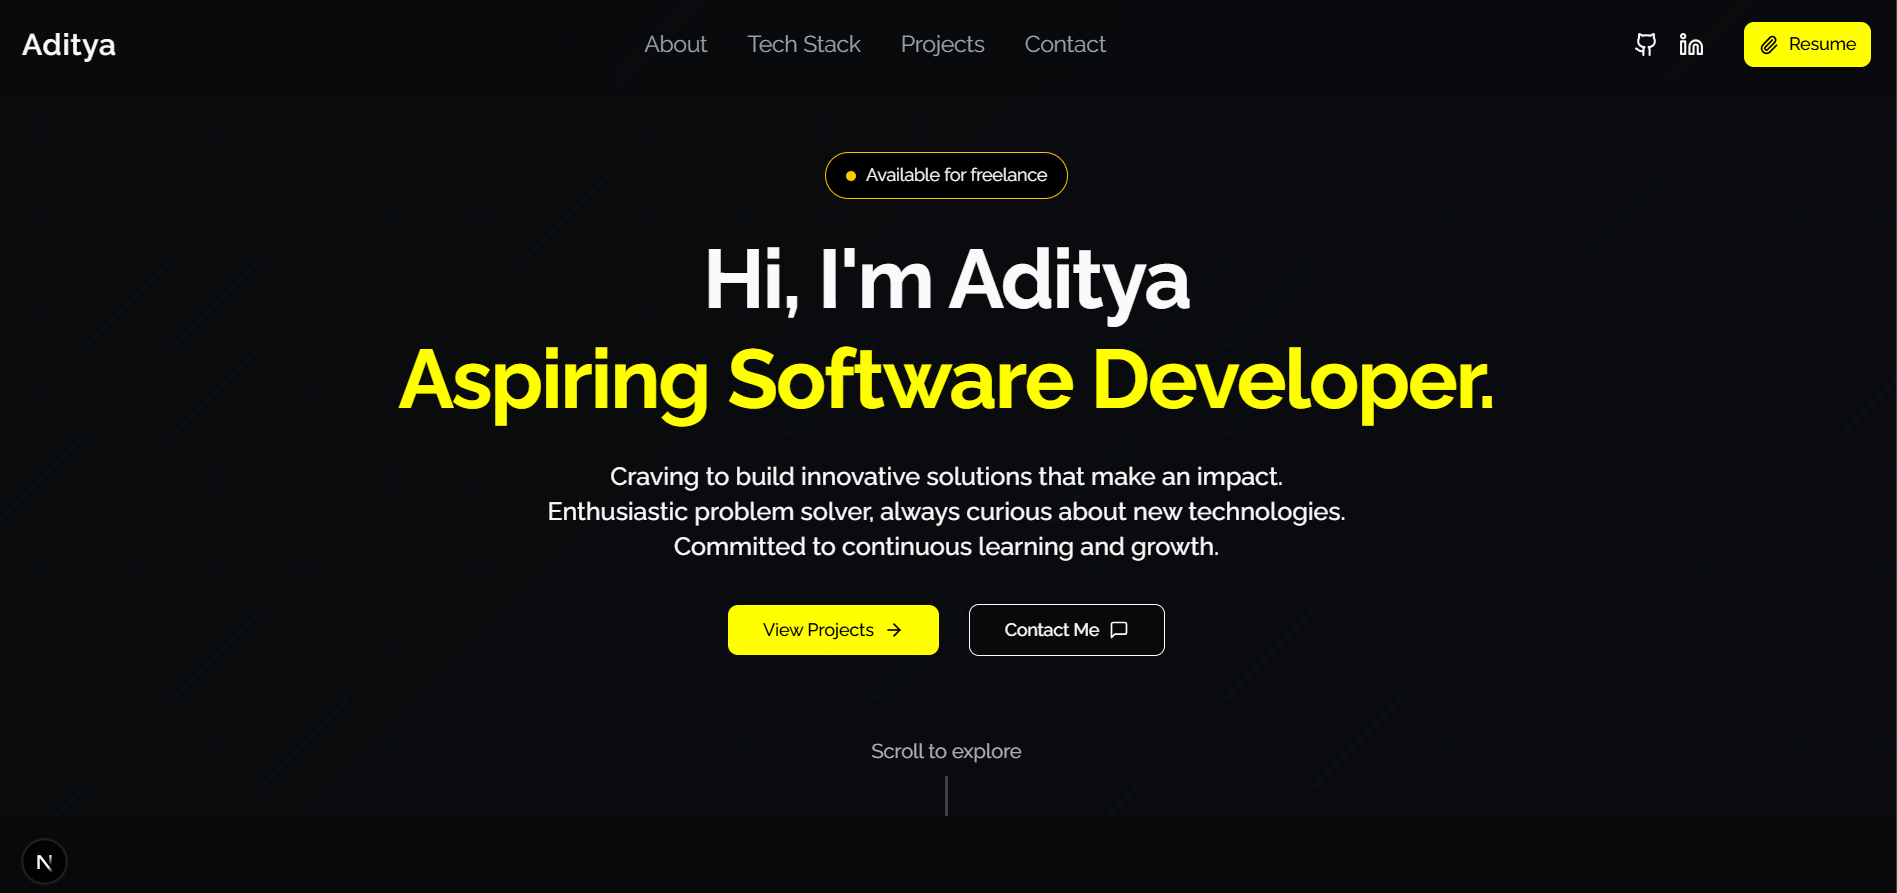 Aditya
About
Tech Stack
Projects
Contact
Resume
Available for freelance
Hi, I'm Aditya
Aspiring Software Developer.
Craving to build innovative solutions that make an impact.
Enthusiastic problem solver, always curious about new technologies.
Committed to continuous learning and growth.
View Projects
Contact Me
Scroll to explore
N